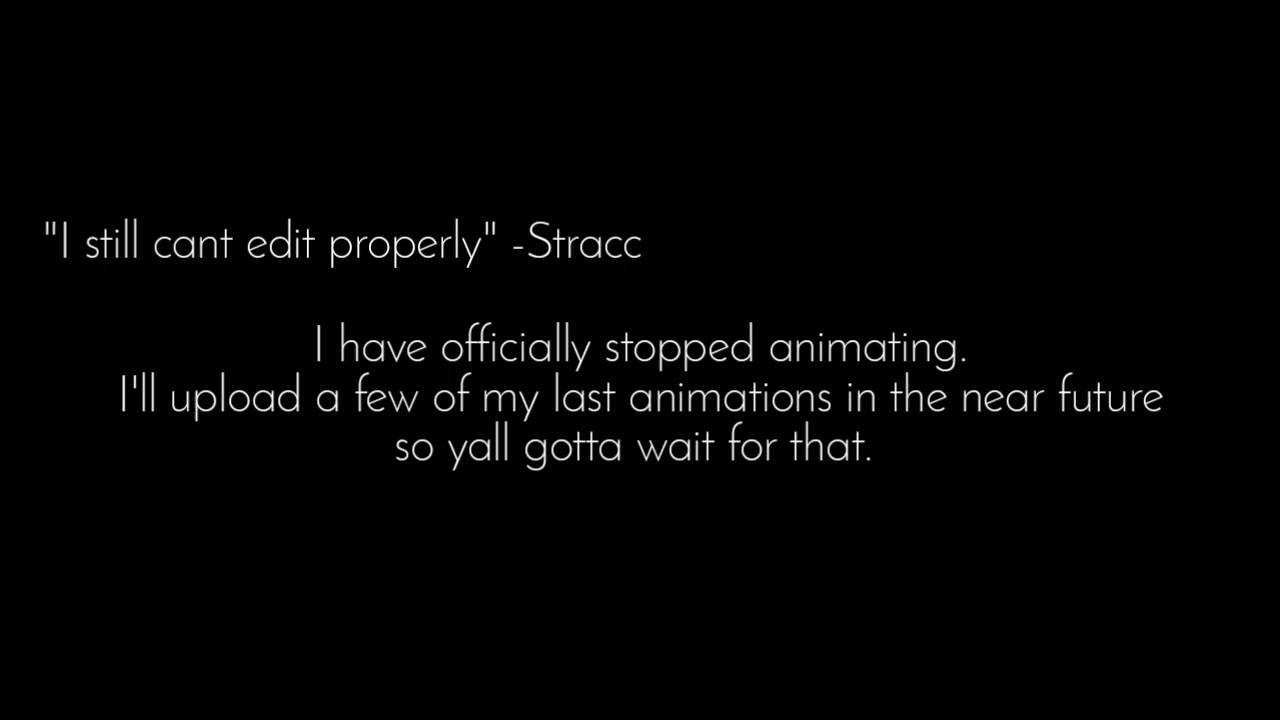 "I still cant edit properly" -Stracc
I have officially stopped animating.
I'll upload a few of my last animations in the near future
so yall gotta wait for that.